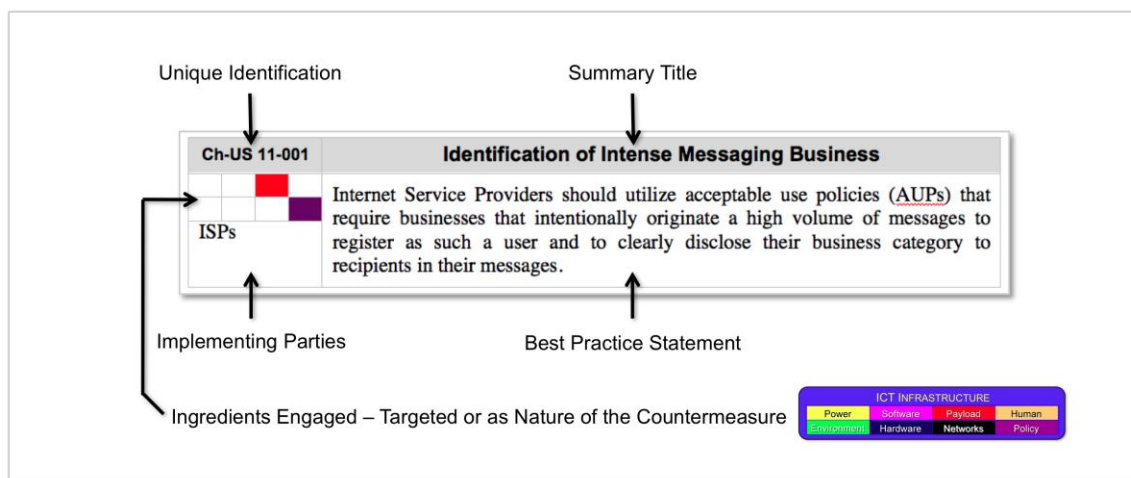 Unique Identification
Summary Title
Ch-US 11-001
Identification of Intense Messaging Business
ISPs
Internet Service Providers should utilize acceptable use policies (AUPs) that
require businesses that intentionally originate a high volume of messages to
register as such a user and to clearly disclose their business category to
recipients in their messages.
Implementing Parties
Best Practice Statement
Ingredients Engaged – Targeted or as Nature of the Countermeasure
ICT INFRASTRUCTURE
Power Software Payload Human
Environment Hardware Networks Policy